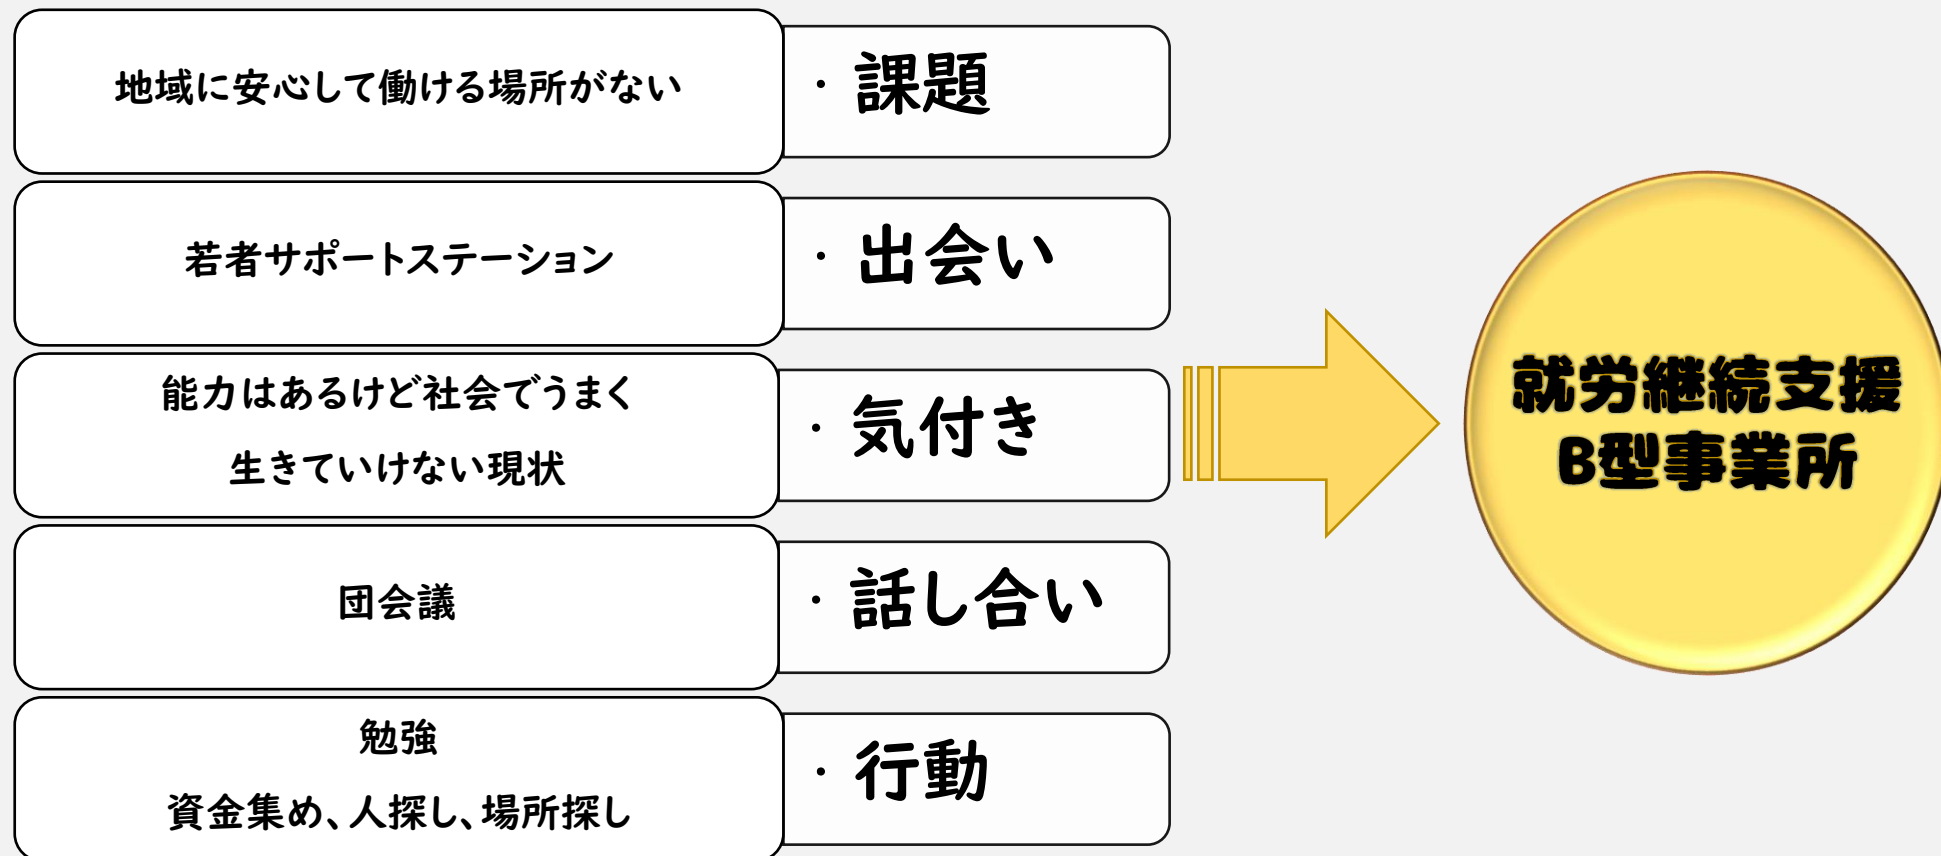 地域に安心して働ける場所がない
・課題
若者サポートステーション
・出会い
能力はあるけど社会でうまく
生きていけない現状
・気付き
団会議
・話し合い
勉強
資金集め、人探し、場所探し
・行動
就労継続支援
B型事業所